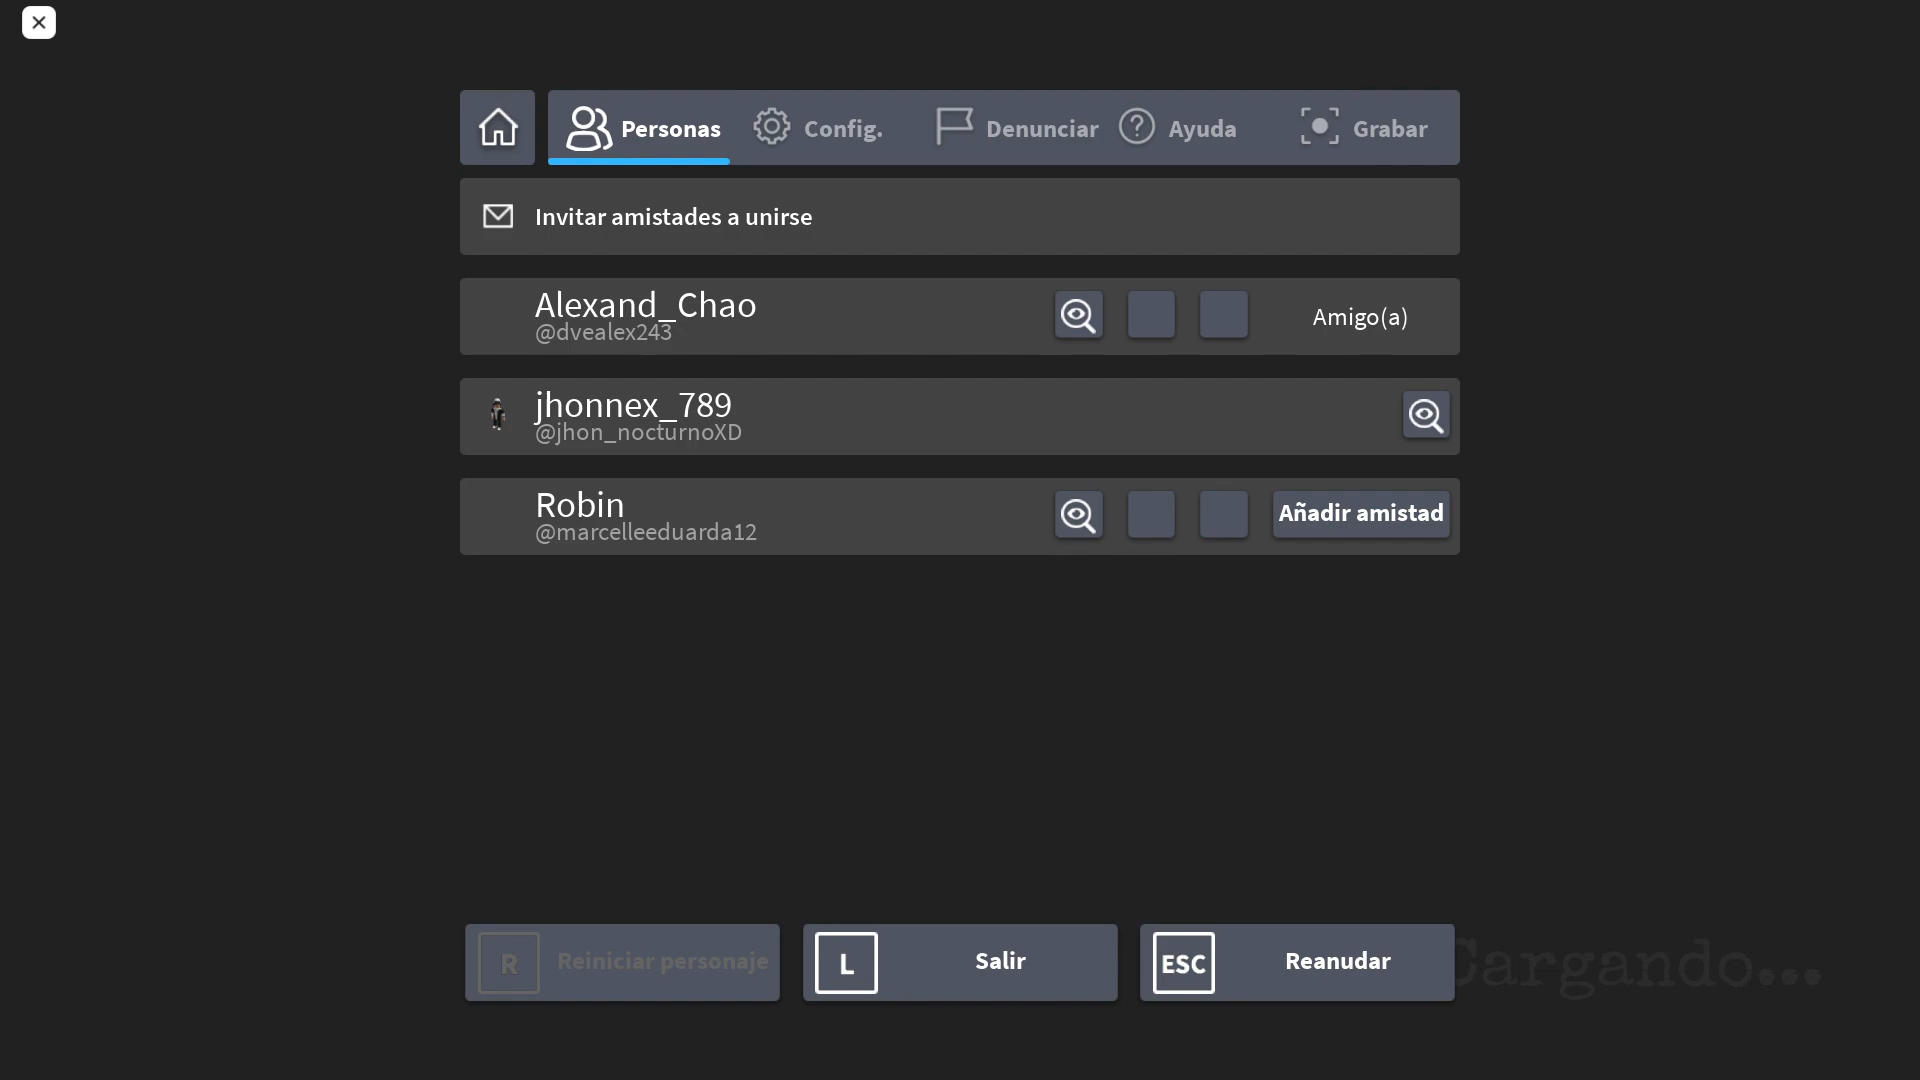 Personas
Config.
Denunciar
Ayuda
Grabar
Invitar amistades a unirse
Alexand_Chao
@dvealex243
Amigo(a)
jhonnex_789
@jhon_nocturnoXD
Robin
@marcelleeduarda12
Añadir amistad
R
Reiniciar personaje
L
Salir
ESC
Reanudar
Cargando...